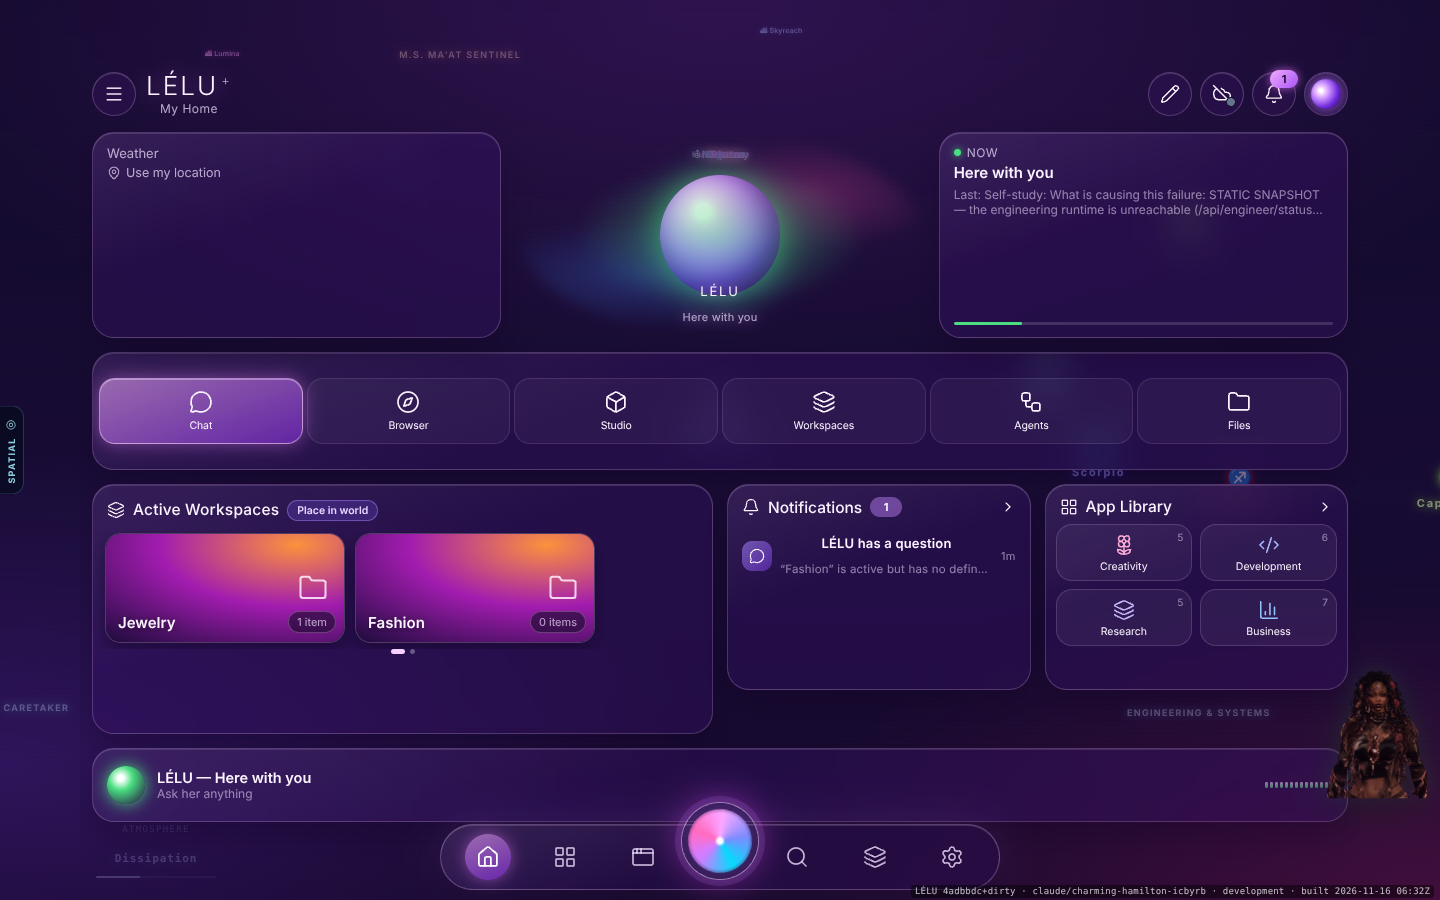 Skyreach
Lumina
M.S. MA'AT SENTINEL
LÉLU +
My Home
1
Weather
Use my location
LÉLU
Here with you
NOW
Here with you
Last: Self-study: What is causing this failure: STATIC SNAPSHOT
— the engineering runtime is unreachable (/api/engineer/status...
Chat
Browser
Studio
Workspaces
Agents
Files
SPATIAL
Scorpio
Cap
Active Workspaces
Place in world
Jewelry
1 item
Fashion
0 items
Notifications
1
LÉLU has a question
"Fashion" is active but has no defin...
1m
App Library
Creativity
5
Development
6
Research
5
Business
7
CARETAKER
ENGINEERING & SYSTEMS
LÉLU — Here with you
Ask her anything
ATMOSPHERE
Dissipation
LÉLU 4adbbdc+dirty · claude/charming-hamilton-icbyrb · development · built 2026-11-16 06:32Z